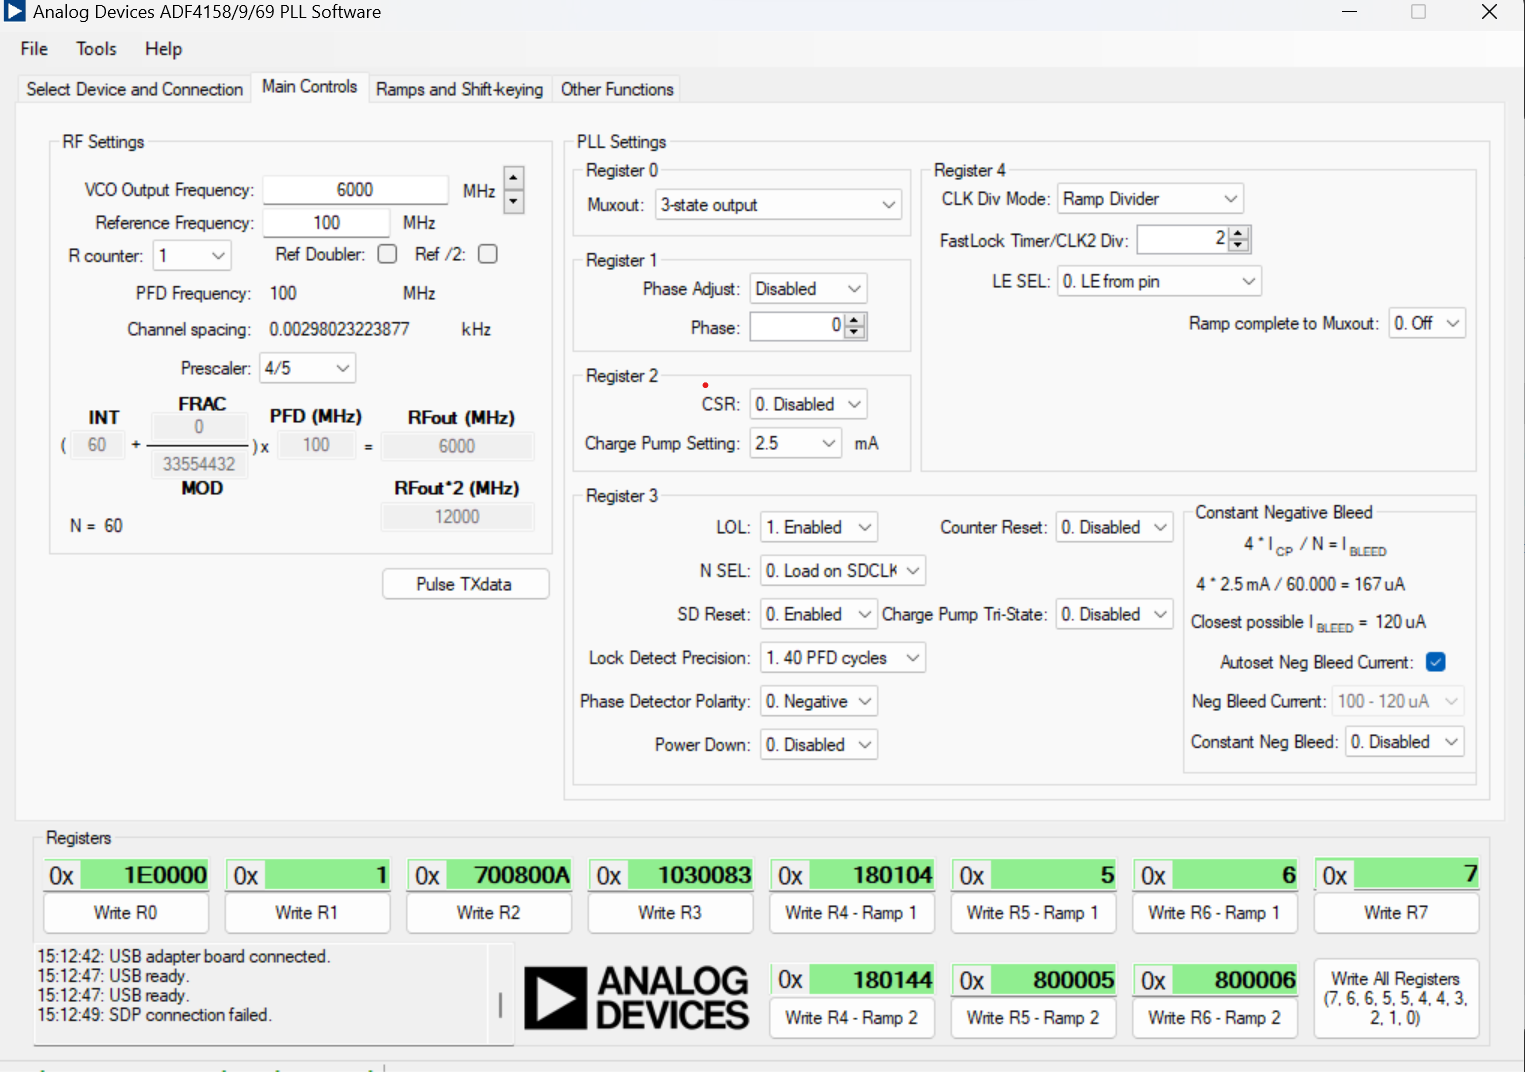 Analog Devices ADF4158/9/69 PLL Software
File Tools Help
Select Device and Connection Main Controls Ramps and Shift-keying Other Functions
RF Settings
VCO Output Frequency: 6000 MHz
Reference Frequency: 100 MHz
R counter: 1 Ref Doubler: Ref /2:
PFD Frequency: 100 MHz
Channel spacing: 0.00298023223877 kHz
Prescaler: 4/5
INT FRAC PFD (MHz) RFout (MHz)
( 60 + 0 ) x 100 = 6000
33554432
MOD RFout*2 (MHz)
12000
N = 60
Pulse TXdata
PLL Settings
Register 0
Muxout: 3-state output
Register 1
Phase Adjust: Disabled
Phase: 0
Register 2
CSR: 0. Disabled
Charge Pump Setting: 2.5 mA
Register 4
CLK Div Mode: Ramp Divider
FastLock Timer/CLK2 Div: 2
LE SEL: 0. LE from pin
Ramp complete to Muxout: 0. Off
Register 3
LOL: 1. Enabled Counter Reset: 0. Disabled
N SEL: 0. Load on SDCLK
SD Reset: 0. Enabled Charge Pump Tri-State: 0. Disabled
Lock Detect Precision: 1. 40 PFD cycles
Phase Detector Polarity: 0. Negative
Power Down: 0. Disabled
Constant Negative Bleed
4 * I CP / N = I BLEED
4 * 2.5 mA / 60.000 = 167 uA
Closest possible I BLEED = 120 uA
Autoset Neg Bleed Current:
Neg Bleed Current: 100 - 120 uA
Constant Neg Bleed: 0. Disabled
Registers
0x 1E0000 0x 1 0x 700800A 0x 1030083 0x 180104 0x 5 0x 6 0x 7
Write R0 Write R1 Write R2 Write R3 Write R4 - Ramp 1 Write R5 - Ramp 1 Write R6 - Ramp 1 Write R7
15:12:42: USB adapter board connected.
15:12:47: USB ready.
15:12:47: USB ready.
15:12:49: SDP connection failed.
ANALOG
DEVICES
0x 180144 0x 800005 0x 800006
Write R4 - Ramp 2 Write R5 - Ramp 2 Write R6 - Ramp 2
Write All Registers
(7, 6, 6, 5, 5, 4, 4, 3,
2, 1, 0)